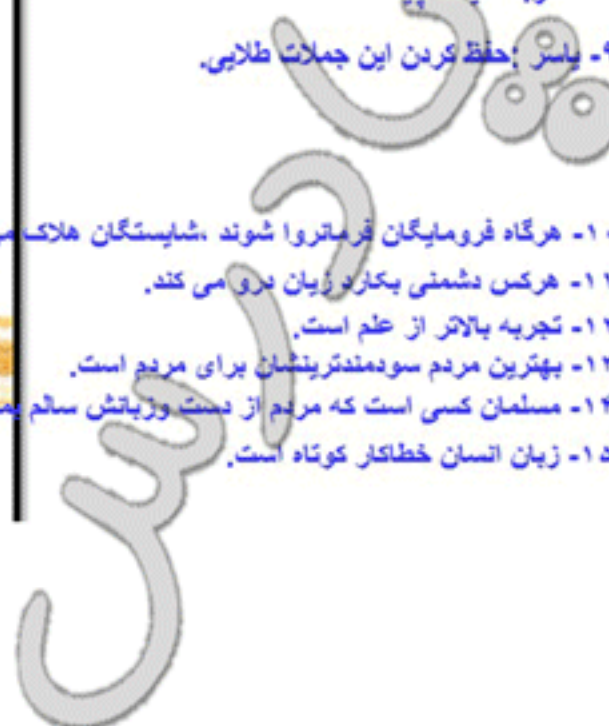 ۹- یاسر :حفظ کردن این جملات طلایی.
۱۰- هرگاه فرومایگان فرمانروا شوند ،شایستگان هلاک
۱۱- هرکس دشمنی بکارد زیان درو می کند.
۱۲- تجربه بالاتر از علم است.
۱۳- بهترین مردم سودمندترینشان برای مردم است.
۱۴- مسلمان کسی است که مردم از دست وزبانش سالم
۱۵- زبان انسان خطاکار کوتاه است.